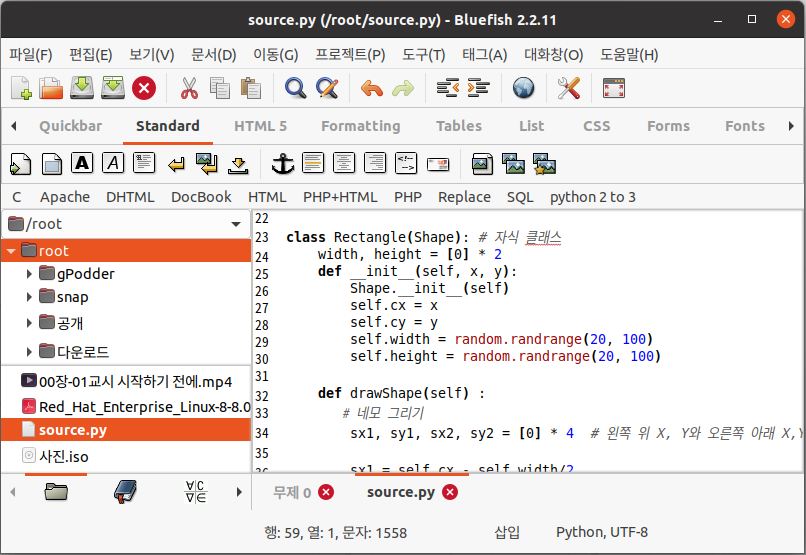 source.py (/root/source.py) - Bluefish 2.2.11
파일(F) 편집(E) 보기(V) 문서(D) 이동(G) 프로젝트(P) 도구(T) 태그(A) 대화창(O) 도움말(H)
Quickbar Standard HTML 5 Formatting Tables List CSS Forms Fonts
C Apache DHTML DocBook HTML PHP+HTML PHP Replace SQL python 2 to 3
/root
root
gPodder
snap
공개
다운로드
00장-01교시 시작하기 전에.mp4
Red_Hat_Enterprise_Linux-8-8.0
source.py
사진.iso
22
23 class Rectangle(Shape): # 자식 클래스
24     width, height = [0] * 2
25     def __init__(self, x, y):
26         Shape.__init__(self)
27         self.cx = x
28         self.cy = y
29         self.width = random.randrange(20, 100)
30         self.height = random.randrange(20, 100)
31
32     def drawShape(self) :
33        # 네모 그리기
34         sx1, sy1, sx2, sy2 = [0] * 4  # 왼쪽 위 X, Y와 오른쪽 아래 X,Y
35
36         sx1 = self.cx - self.width/2
무제 0 source.py
행: 59, 열: 1, 문자: 1558 삽입 Python, UTF-8